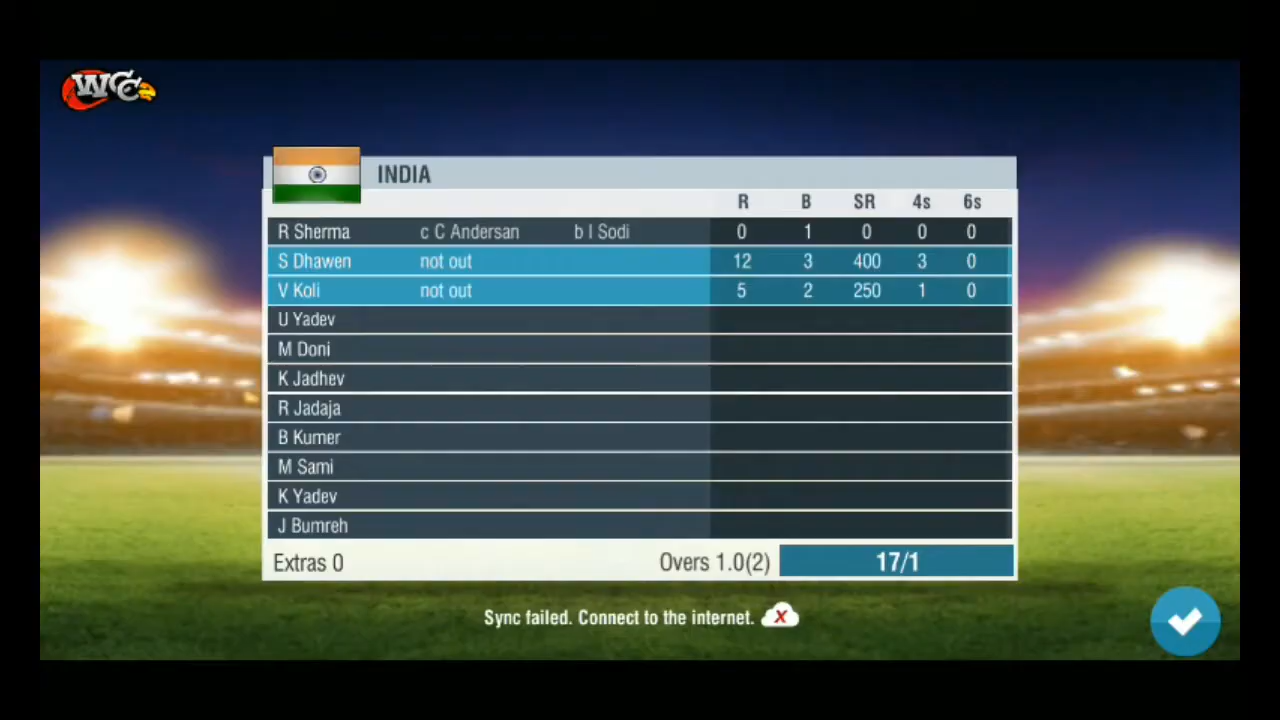 WCC
INDIA
R B SR 4s 6s
R Sherma c C Andersan b I Sodi 0 1 0 0 0
S Dhawen not out 12 3 400 3 0
V Koli not out 5 2 250 1 0
U Yadev
M Doni
K Jadhev
R Jadaja
B Kumer
M Sami
K Yadev
J Bumreh
Extras 0 Overs 1.0(2) 17/1
Sync failed. Connect to the internet. X